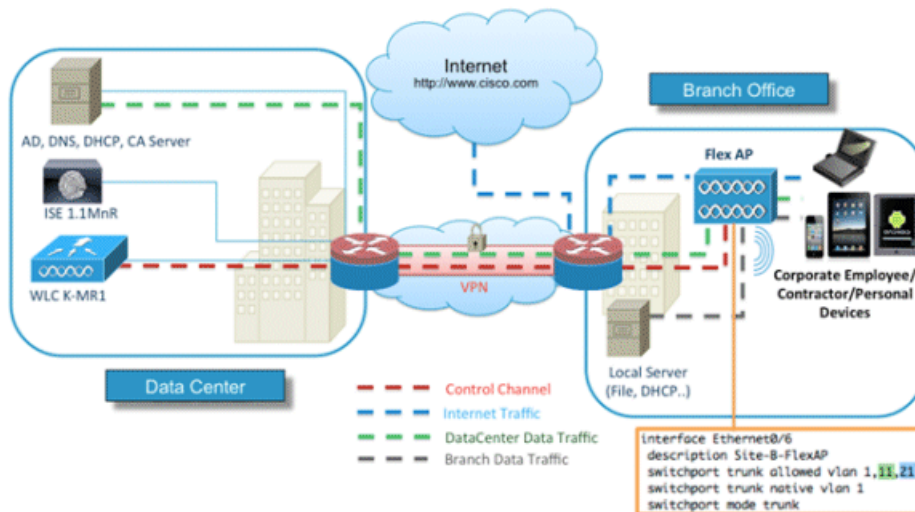 Internet
http://www.cisco.com
Branch Office
AD, DNS, DHCP, CA Server
Flex AP
ISE 1.1MnR
WLC K-MR1
VPN
Corporate Employee/
Contractor/Personal
Devices
Local Server
(File, DHCP..)
Data Center
Control Channel
Internet Traffic
DataCenter Data Traffic
Branch Data Traffic
interface Ethernet0/6
description Site-B-FlexAP
switchport trunk allowed vlan 1,11,21
switchport trunk native vlan 1
switchport mode trunk